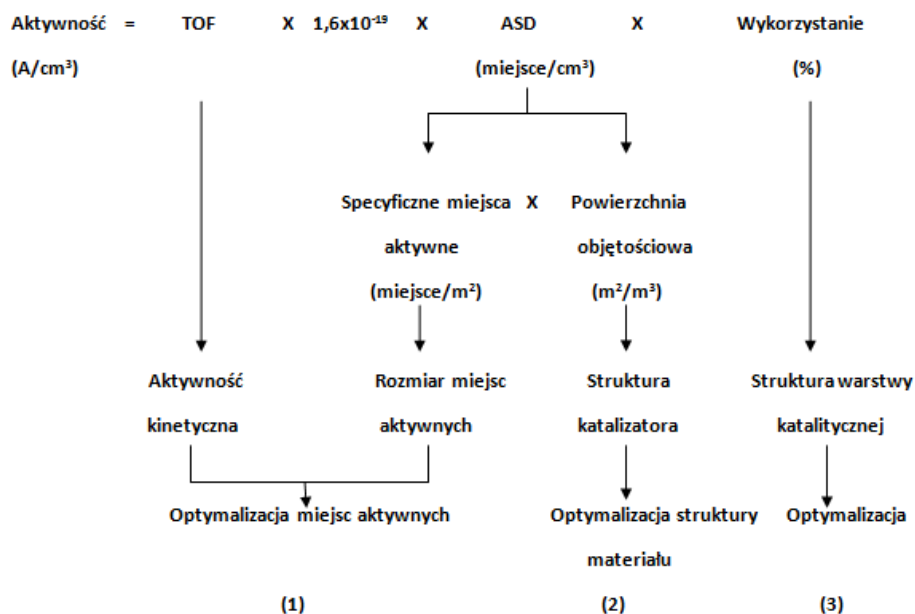 Aktywność = TOF X 1,6x10⁻¹⁹ X ASD X Wykorzystanie
(A/cm³) (miejsce/cm³) (%)
Specyficzne miejsca X Powierzchnia
aktywne objętościowa
(miejsce/m²) (m²/m³)
Aktywność Rozmiar miejsc Struktura Struktura warstwy
kinetyczna aktywnych katalizatora katalitycznej
Optymalizacja miejsc aktywnych Optymalizacja struktury Optymalizacja
materiału
(1) (2) (3)